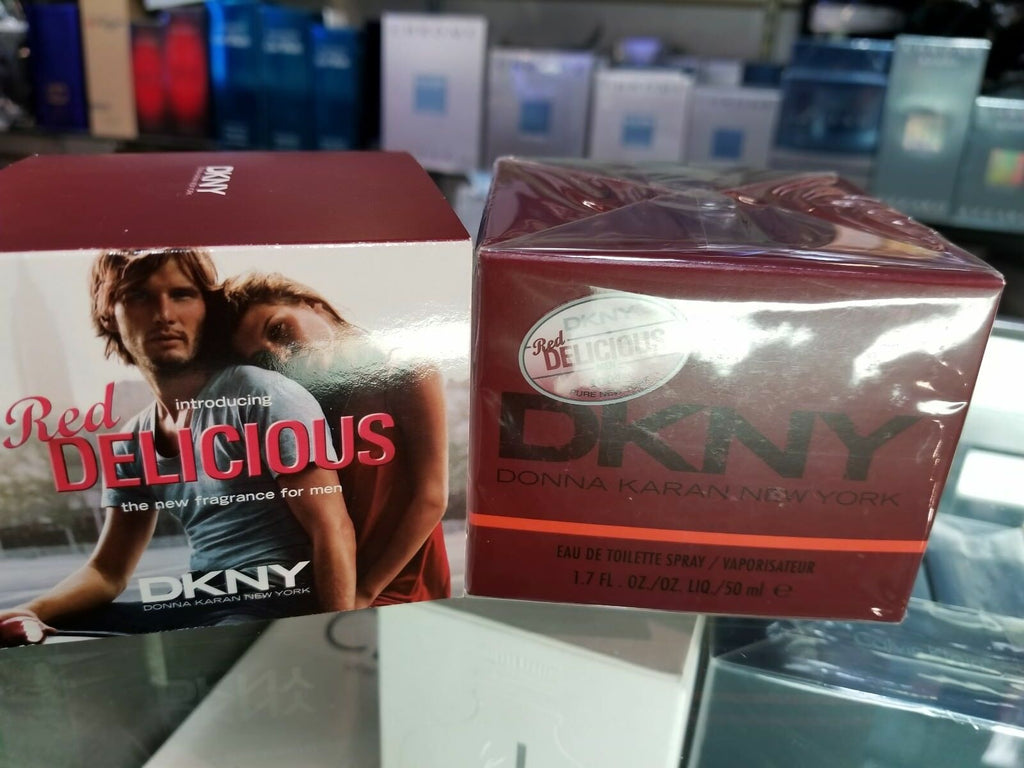 DKNY
Red
introducing
DELICIOUS
the new fragrance for men
DKNY
DONNA KARAN NEW YORK
DKNY
Red
DELICIOUS
DKNY
DONNA KARAN NEW YORK
EAU DE TOILETTE SPRAY / VAPORISATEUR
1.7 FL . OZ./OZ. LIQ./50 ml ℮